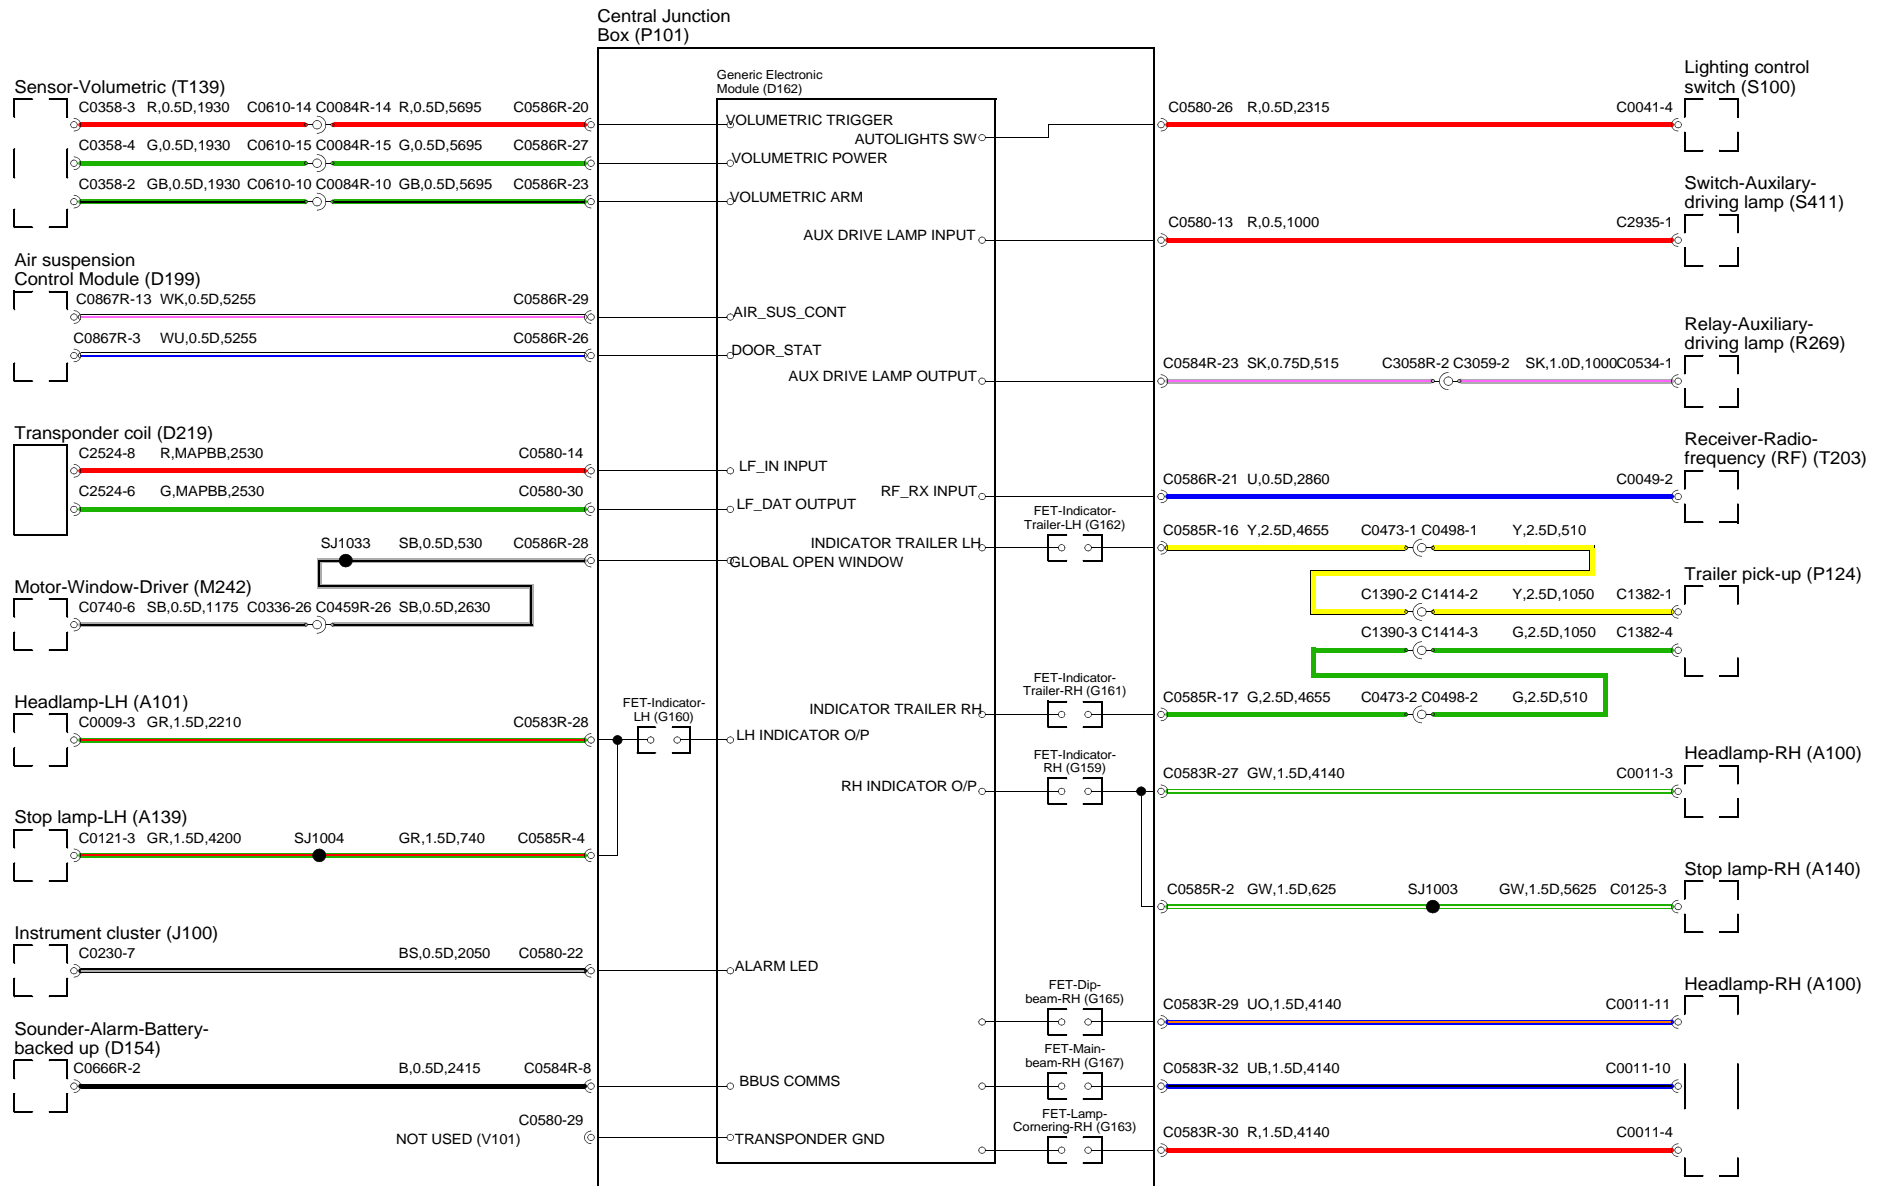 Central Junction
Box (P101)
Generic Electronic
Module (D162)
Sensor-Volumetric (T139)
C0358-3 R,0.5D,1930 C0610-14 C0084R-14 R,0.5D,5695 C0586R-20
C0358-4 G,0.5D,1930 C0610-15 C0084R-15 G,0.5D,5695 C0586R-27
C0358-2 GB,0.5D,1930 C0610-10 C0084R-10 GB,0.5D,5695 C0586R-23
Air suspension
Control Module (D199)
C0867R-13 WK,0.5D,5255 C0586R-29
C0867R-3 WU,0.5D,5255 C0586R-26
Transponder coil (D219)
C2524-8 R,MAPBB,2530 C0580-14
C2524-6 G,MAPBB,2530 C0580-30
SJ1033 SB,0.5D,530 C0586R-28
Motor-Window-Driver (M242)
C0740-6 SB,0.5D,1175 C0336-26 C0459R-26 SB,0.5D,2630
Headlamp-LH (A101)
C0009-3 GR,1.5D,2210 C0583R-28
Stop lamp-LH (A139)
C0121-3 GR,1.5D,4200 SJ1004 GR,1.5D,740 C0585R-4
Instrument cluster (J100)
C0230-7 BS,0.5D,2050 C0580-22
Sounder-Alarm-Battery-
backed up (D154)
C0666R-2 B,0.5D,2415 C0584R-8
C0580-29
NOT USED (V101)
FET-Indicator-
LH (G160)
VOLUMETRIC TRIGGER
AUTOLIGHTS SW
VOLUMETRIC POWER
VOLUMETRIC ARM
AUX DRIVE LAMP INPUT
AIR_SUS_CONT
DOOR_STAT
AUX DRIVE LAMP OUTPUT
LF_IN INPUT
RF_RX INPUT
LF_DAT OUTPUT
INDICATOR TRAILER LH
GLOBAL OPEN WINDOW
INDICATOR TRAILER RH
LH INDICATOR O/P
RH INDICATOR O/P
ALARM LED
BBUS COMMS
TRANSPONDER GND
FET-Indicator-
Trailer-LH (G162)
FET-Indicator-
Trailer-RH (G161)
FET-Indicator-
RH (G159)
FET-Dip-
beam-RH (G165)
FET-Main-
beam-RH (G167)
FET-Lamp-
Cornering-RH (G163)
Lighting control
switch (S100)
C0580-26 R,0.5D,2315 C0041-4
Switch-Auxilary-
driving lamp (S411)
C0580-13 R,0.5,1000 C2935-1
Relay-Auxiliary-
driving lamp (R269)
C0584R-23 SK,0.75D,515 C3058R-2 C3059-2 SK,1.0D,1000 C0534-1
Receiver-Radio-
frequency (RF) (T203)
C0586R-21 U,0.5D,2860 C0049-2
C0585R-16 Y,2.5D,4655 C0473-1 C0498-1 Y,2.5D,510
Trailer pick-up (P124)
C1390-2 C1414-2 Y,2.5D,1050 C1382-1
C1390-3 C1414-3 G,2.5D,1050 C1382-4
C0585R-17 G,2.5D,4655 C0473-2 C0498-2 G,2.5D,510
Headlamp-RH (A100)
C0583R-27 GW,1.5D,4140 C0011-3
Stop lamp-RH (A140)
C0585R-2 GW,1.5D,625 SJ1003 GW,1.5D,5625 C0125-3
Headlamp-RH (A100)
C0583R-29 UO,1.5D,4140 C0011-11
C0583R-32 UB,1.5D,4140 C0011-10
C0583R-30 R,1.5D,4140 C0011-4